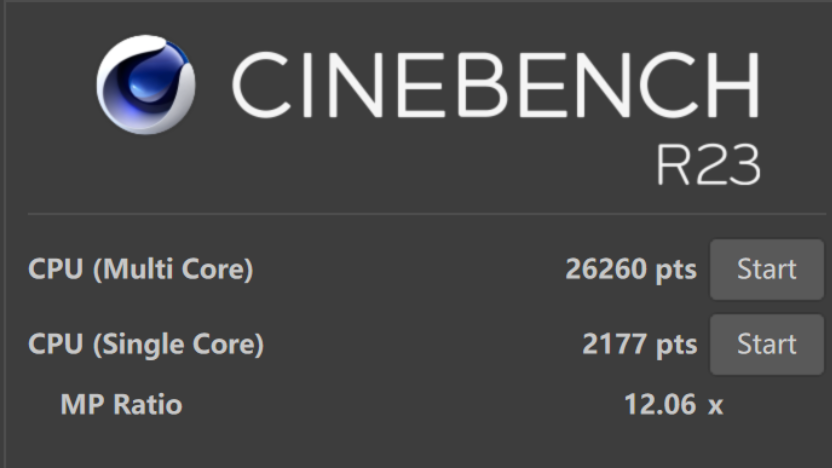 CINEBENCH
R23
CPU (Multi Core) 26260 pts Start
CPU (Single Core) 2177 pts Start
MP Ratio 12.06 x